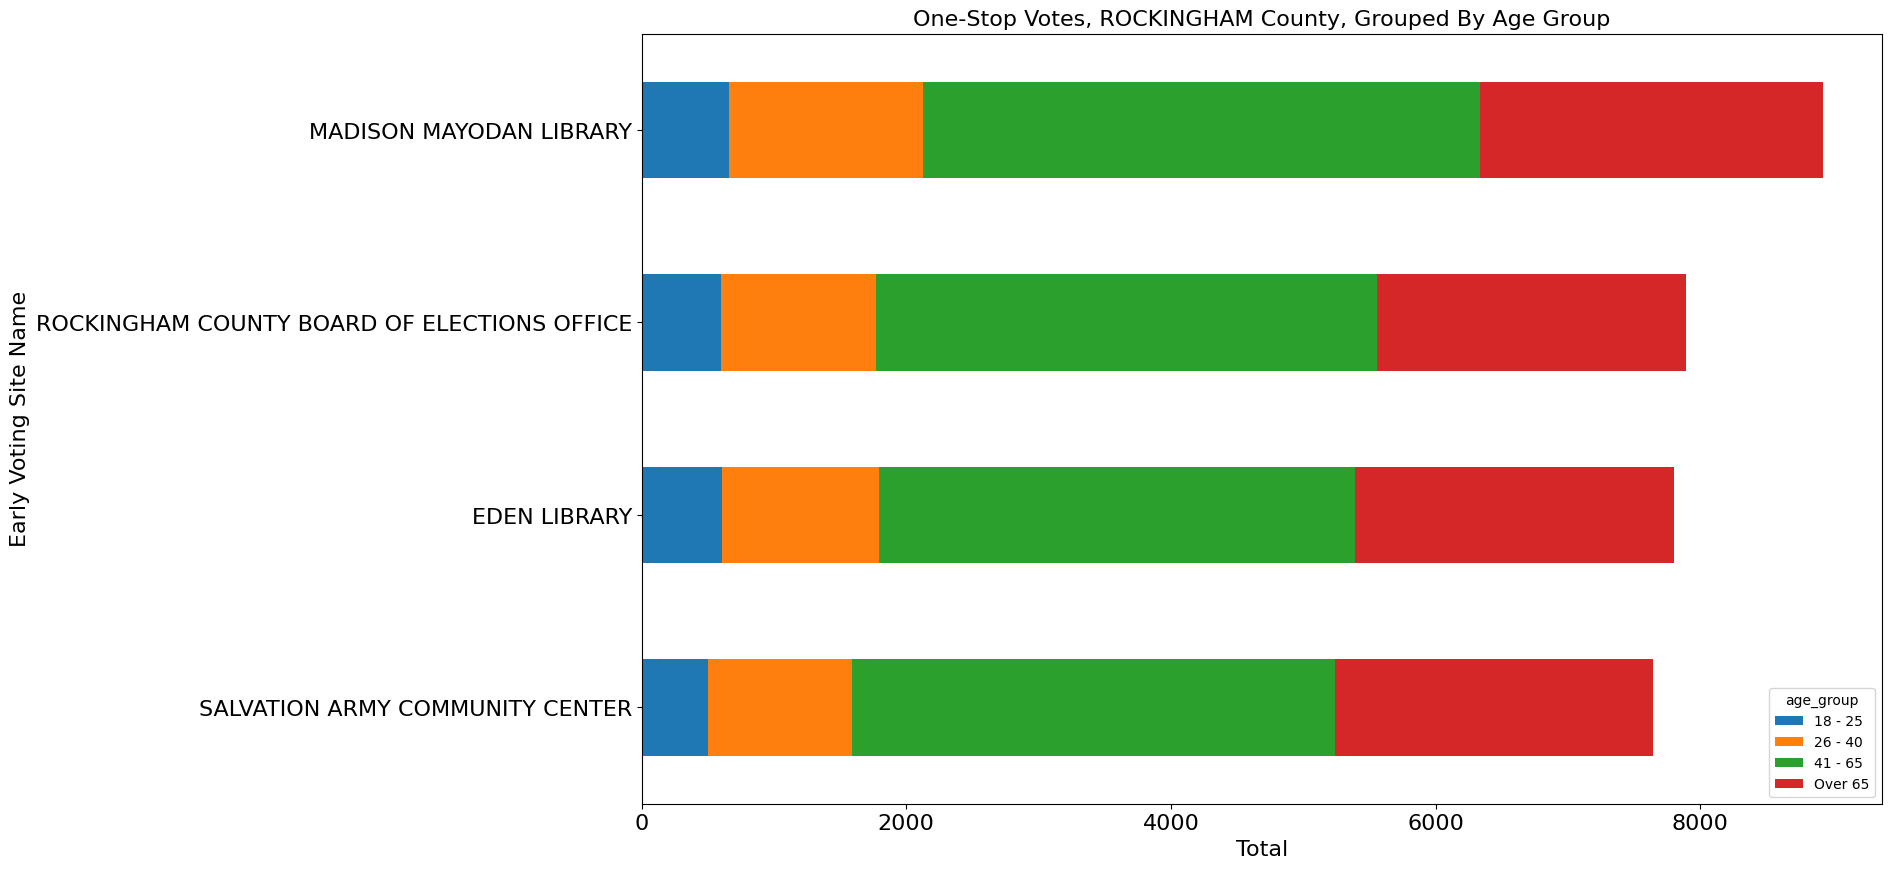 One-Stop Votes, ROCKINGHAM County, Grouped By Age Group
Early Voting Site Name
MADISON MAYODAN LIBRARY
ROCKINGHAM COUNTY BOARD OF ELECTIONS OFFICE
EDEN LIBRARY
SALVATION ARMY COMMUNITY CENTER
age_group
18 - 25
26 - 40
41 - 65
Over 65
0 2000 4000 6000 8000
Total